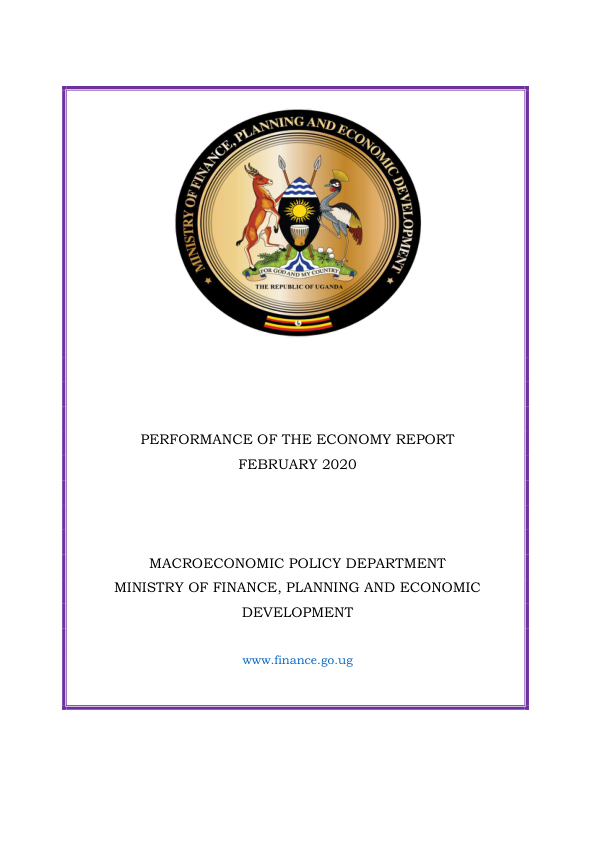 MINISTRY OF FINANCE, PLANNING AND ECONOMIC DEVELOPMENT
FOR GOD AND MY COUNTRY
THE REPUBLIC OF UGANDA
PERFORMANCE OF THE ECONOMY REPORT
FEBRUARY 2020
MACROECONOMIC POLICY DEPARTMENT
MINISTRY OF FINANCE, PLANNING AND ECONOMIC
DEVELOPMENT
www.finance.go.ug